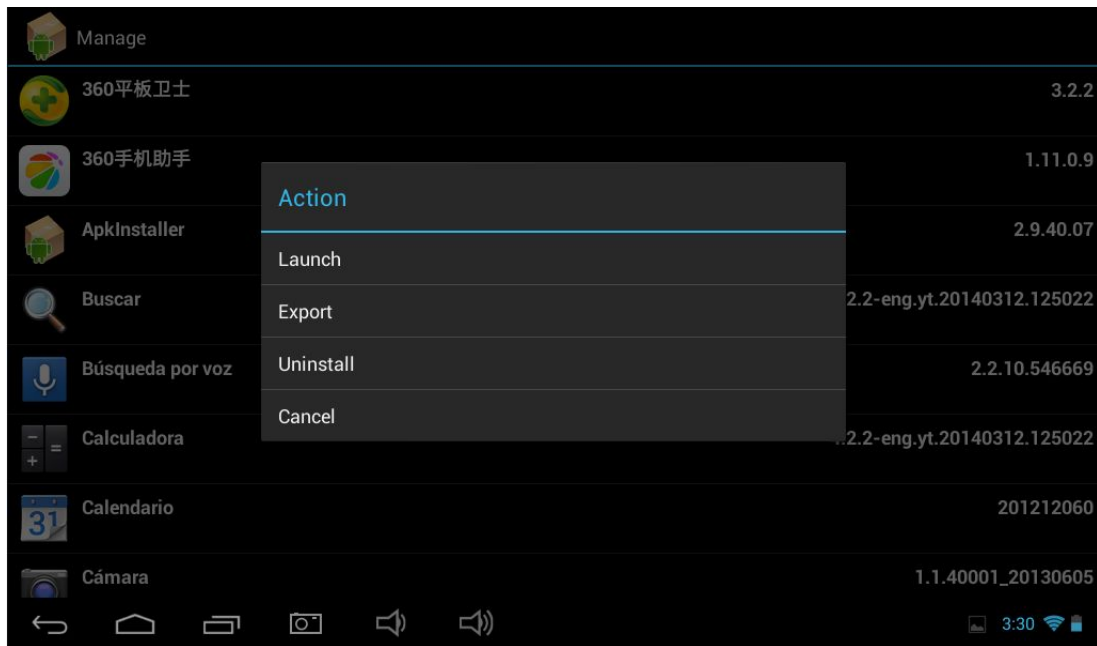 Manage
360平板卫士
3.2.2
360手机助手
1.11.0.9
Action
ApkInstaller
2.9.40.07
Launch
Buscar
2.2-eng.yt.20140312.125022
Export
Búsqueda por voz
2.2.10.546669
Uninstall
Cancel
Calculadora
.2.2-eng.yt.20140312.125022
Calendario
31
201212060
Cámara
1.1.40001_20130605
3:30